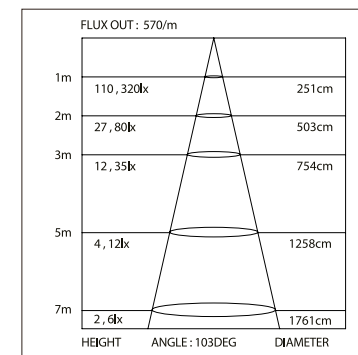 FLUX OUT : 570/m
1m
110 , 320lx 251cm
2m
27 , 80lx 503cm
3m
12 , 35lx 754cm
5m
4 , 12lx 1258cm
7m
2 , 6lx 1761cm
HEIGHT ANGLE : 103DEG DIAMETER